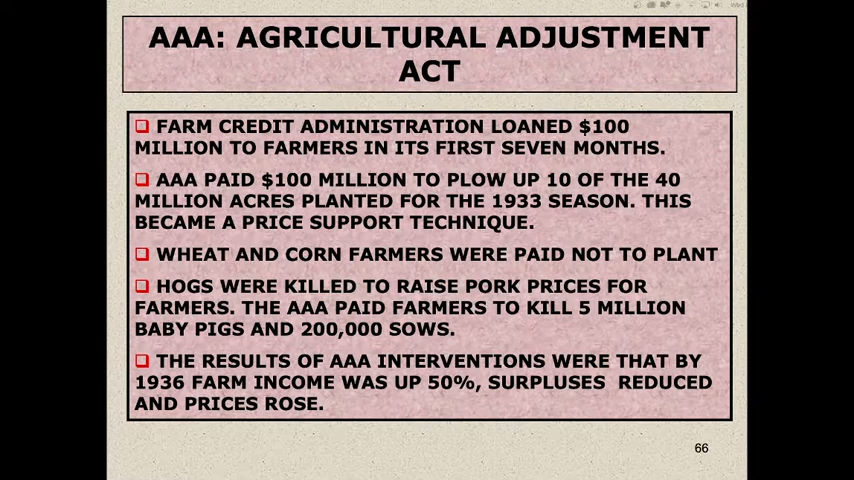 AAA: AGRICULTURAL ADJUSTMENT
ACT
FARM CREDIT ADMINISTRATION LOANED $100
MILLION TO FARMERS IN ITS FIRST SEVEN MONTHS.
AAA PAID $100 MILLION TO PLOW UP 10 OF THE 40
MILLION ACRES PLANTED FOR THE 1933 SEASON. THIS
BECAME A PRICE SUPPORT TECHNIQUE.
WHEAT AND CORN FARMERS WERE PAID NOT TO PLANT
HOGS WERE KILLED TO RAISE PORK PRICES FOR
FARMERS. THE AAA PAID FARMERS TO KILL 5 MILLION
BABY PIGS AND 200,000 SOWS.
THE RESULTS OF AAA INTERVENTIONS WERE THAT BY
1936 FARM INCOME WAS UP 50%, SURPLUSES REDUCED
AND PRICES ROSE.
66